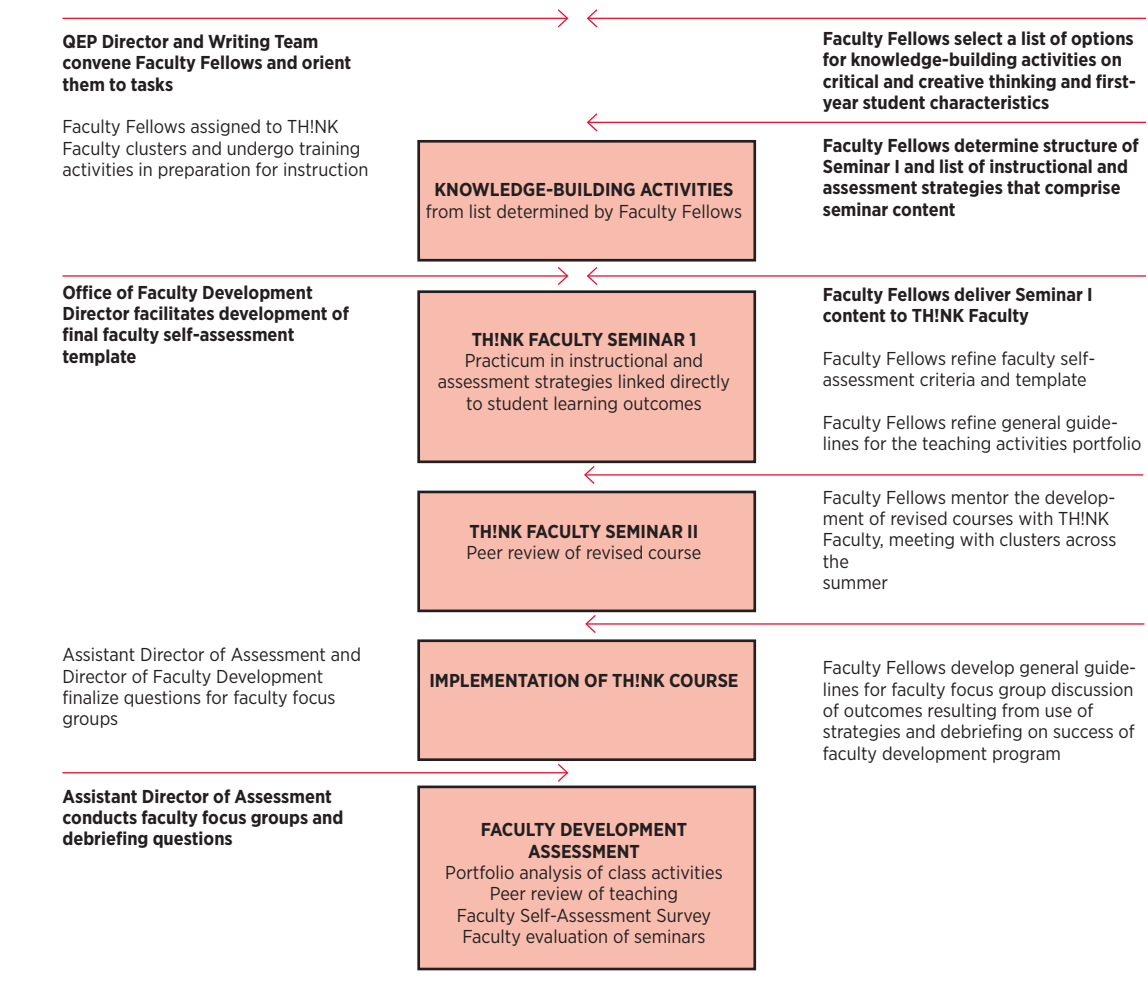 QEP Director and Writing Team
convene Faculty Fellows and orient
them to tasks
Faculty Fellows assigned to TH!NK
Faculty clusters and undergo training
activities in preparation for instruction
Faculty Fellows select a list of options
for knowledge-building activities on
critical and creative thinking and first-
year student characteristics
Faculty Fellows determine structure of
Seminar I and list of instructional and
assessment strategies that comprise
seminar content
KNOWLEDGE-BUILDING ACTIVITIES
from list determined by Faculty Fellows
Office of Faculty Development
Director facilitates development of
final faculty self-assessment
template
TH!NK FACULTY SEMINAR 1
Practicum in instructional and
assessment strategies linked directly
to student learning outcomes
Faculty Fellows deliver Seminar I
content to TH!NK Faculty
Faculty Fellows refine faculty self-
assessment criteria and template
Faculty Fellows refine general guide-
lines for the teaching activities portfolio
TH!NK FACULTY SEMINAR II
Peer review of revised course
Faculty Fellows mentor the develop-
ment of revised courses with TH!NK
Faculty, meeting with clusters across
the
summer
Assistant Director of Assessment and
Director of Faculty Development
finalize questions for faculty focus
groups
IMPLEMENTATION OF TH!NK COURSE
Faculty Fellows develop general guide-
lines for faculty focus group discussion
of outcomes resulting from use of
strategies and debriefing on success of
faculty development program
Assistant Director of Assessment
conducts faculty focus groups and
debriefing questions
FACULTY DEVELOPMENT
ASSESSMENT
Portfolio analysis of class activities
Peer review of teaching
Faculty Self-Assessment Survey
Faculty evaluation of seminars